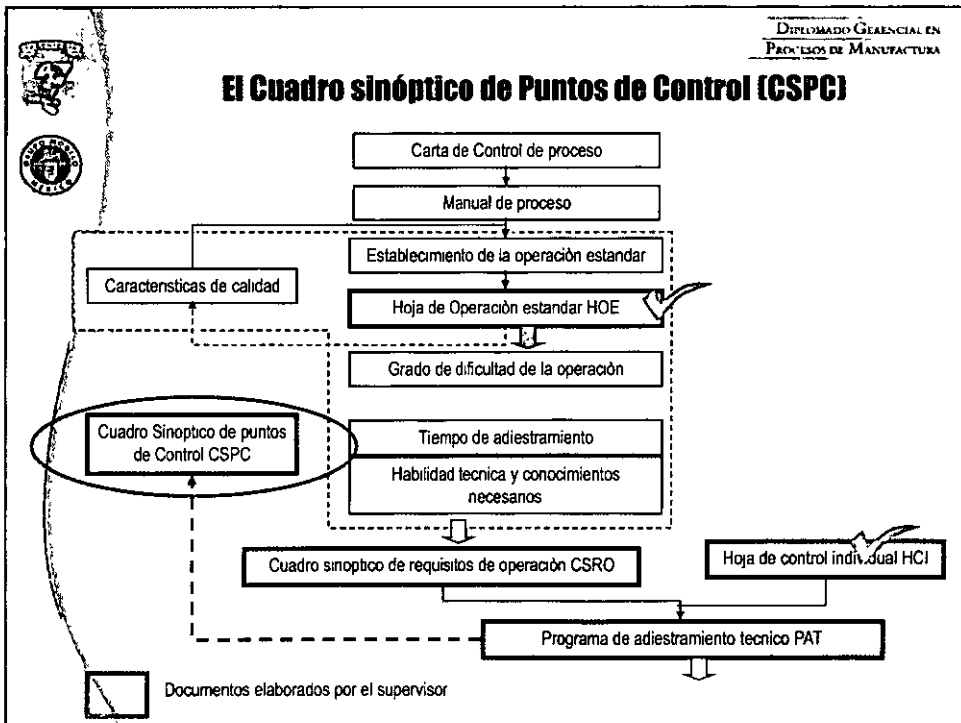 DIPLOMADO GERENCIAL EN
PROCESOS DE MANUFACTURA
El Cuadro sinóptico de Puntos de Control (CSPC)
GRUPO MODELO
MEXICO
Carta de Control de proceso
Manual de proceso
Establecimiento de la operación estandar
Características de calidad
Hoja de Operación estandar HOE
Grado de dificultad de la operación
Cuadro Sinoptico de puntos
de Control CSPC
Tiempo de adiestramiento
Habilidad tecnica y conocimientos
necesarios
Cuadro sinoptico de requisitos de operación CSRO
Hoja de control individual HCI
Programa de adiestramiento tecnico PAT
Documentos elaborados por el supervisor